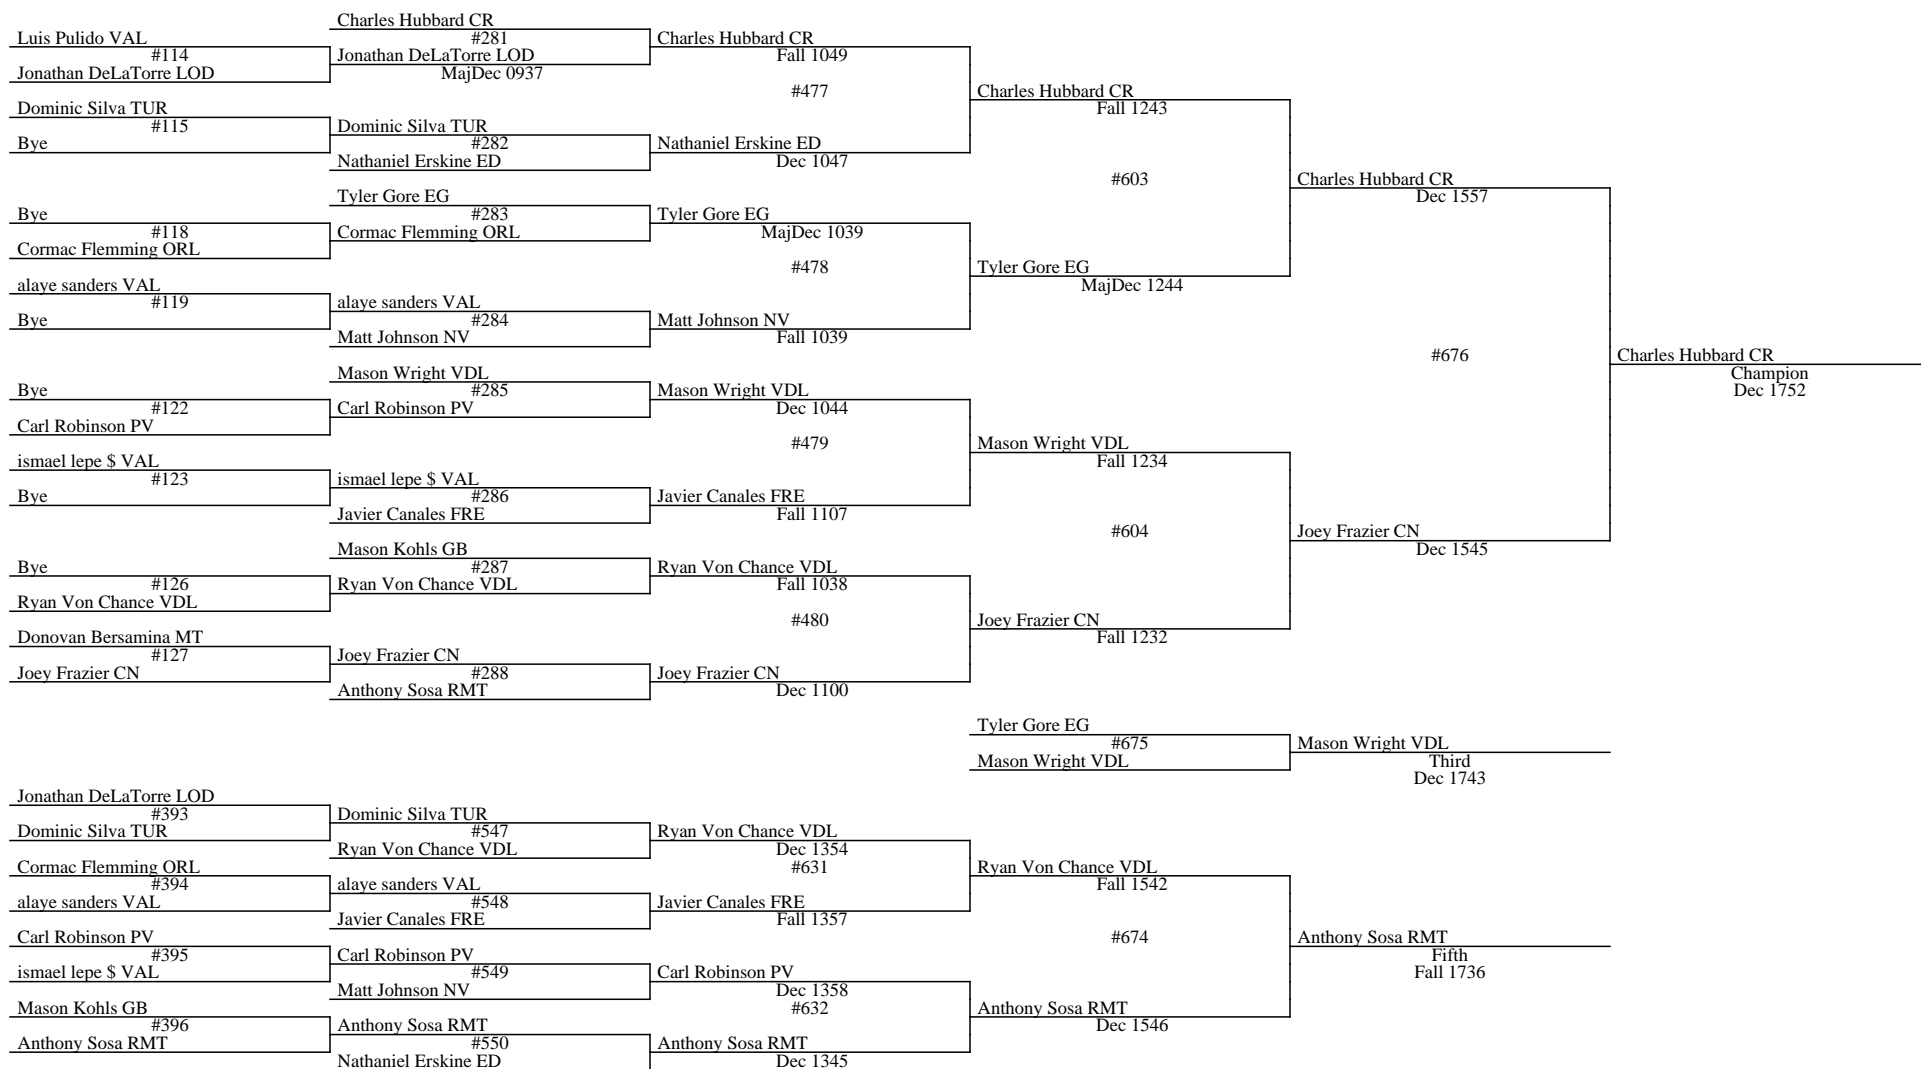 Charles Hubbard CR
Luis Pulido VAL
#281
Charles Hubbard CR
#114
Jonathan DeLaTorre LOD
Fall 1049
Jonathan DeLaTorre LOD
MajDec 0937
#477
Charles Hubbard CR
Dominic Silva TUR
Fall 1243
#115
Dominic Silva TUR
Bye
#282
Nathaniel Erskine ED
Nathaniel Erskine ED
Dec 1047
#603
Charles Hubbard CR
Tyler Gore EG
Dec 1557
Bye
#283
Tyler Gore EG
#118
Cormac Flemming ORL
MajDec 1039
Cormac Flemming ORL
#478
Tyler Gore EG
alaye sanders VAL
MajDec 1244
#119
alaye sanders VAL
Bye
#284
Matt Johnson NV
Matt Johnson NV
Fall 1039
#676
Charles Hubbard CR
Mason Wright VDL
Champion
Bye
#285
Mason Wright VDL
Dec 1752
#122
Carl Robinson PV
Dec 1044
Carl Robinson PV
#479
Mason Wright VDL
ismael lepe $ VAL
Fall 1234
#123
ismael lepe $ VAL
Bye
#286
Javier Canales FRE
Javier Canales FRE
Fall 1107
#604
Joey Frazier CN
Mason Kohls GB
Dec 1545
Bye
#287
Ryan Von Chance VDL
#126
Ryan Von Chance VDL
Fall 1038
Ryan Von Chance VDL
#480
Joey Frazier CN
Donovan Bersamina MT
Fall 1232
#127
Joey Frazier CN
Joey Frazier CN
#288
Joey Frazier CN
Anthony Sosa RMT
Dec 1100
Tyler Gore EG
#675
Mason Wright VDL
Mason Wright VDL
Third
Dec 1743
Jonathan DeLaTorre LOD
#393
Dominic Silva TUR
Dominic Silva TUR
#547
Ryan Von Chance VDL
Ryan Von Chance VDL
Dec 1354
Cormac Flemming ORL
#631
Ryan Von Chance VDL
#394
alaye sanders VAL
Fall 1542
alaye sanders VAL
#548
Javier Canales FRE
Javier Canales FRE
Fall 1357
Carl Robinson PV
#674
Anthony Sosa RMT
#395
Carl Robinson PV
Fifth
ismael lepe $ VAL
#549
Carl Robinson PV
Fall 1736
Matt Johnson NV
Dec 1358
Mason Kohls GB
#632
Anthony Sosa RMT
#396
Anthony Sosa RMT
Dec 1546
Anthony Sosa RMT
#550
Anthony Sosa RMT
Nathaniel Erskine ED
Dec 1345